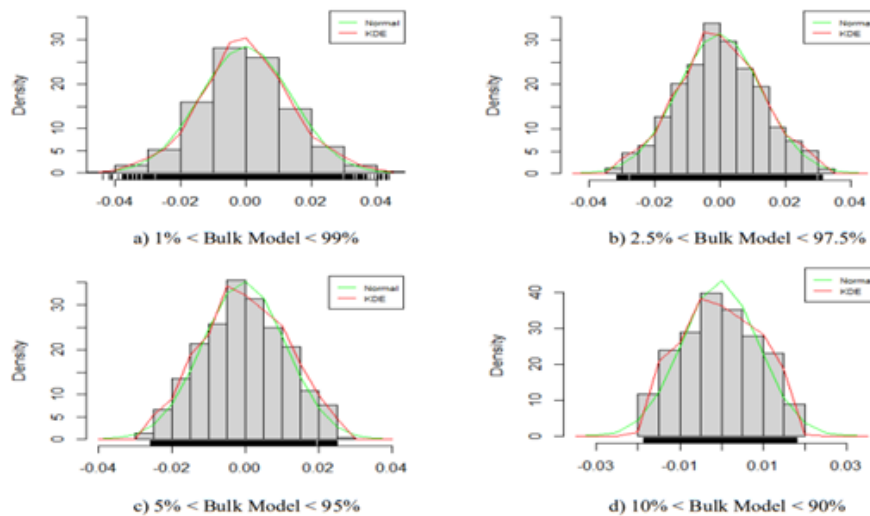 Normal
KDE
Density
0 5 10 20 30
-0.04 -0.02 0.00 0.02 0.04
a) 1% < Bulk Model < 99%
Normal
KDE
Density
0 5 10 20 30
-0.04 -0.02 0.00 0.02 0.04
b) 2.5% < Bulk Model < 97.5%
Normal
KDE
Density
0 5 10 20 30
-0.04 -0.02 0.00 0.02 0.04
c) 5% < Bulk Model < 95%
Normal
KDE
Density
0 10 20 30 40
-0.03 -0.01 0.01 0.03
d) 10% < Bulk Model < 90%